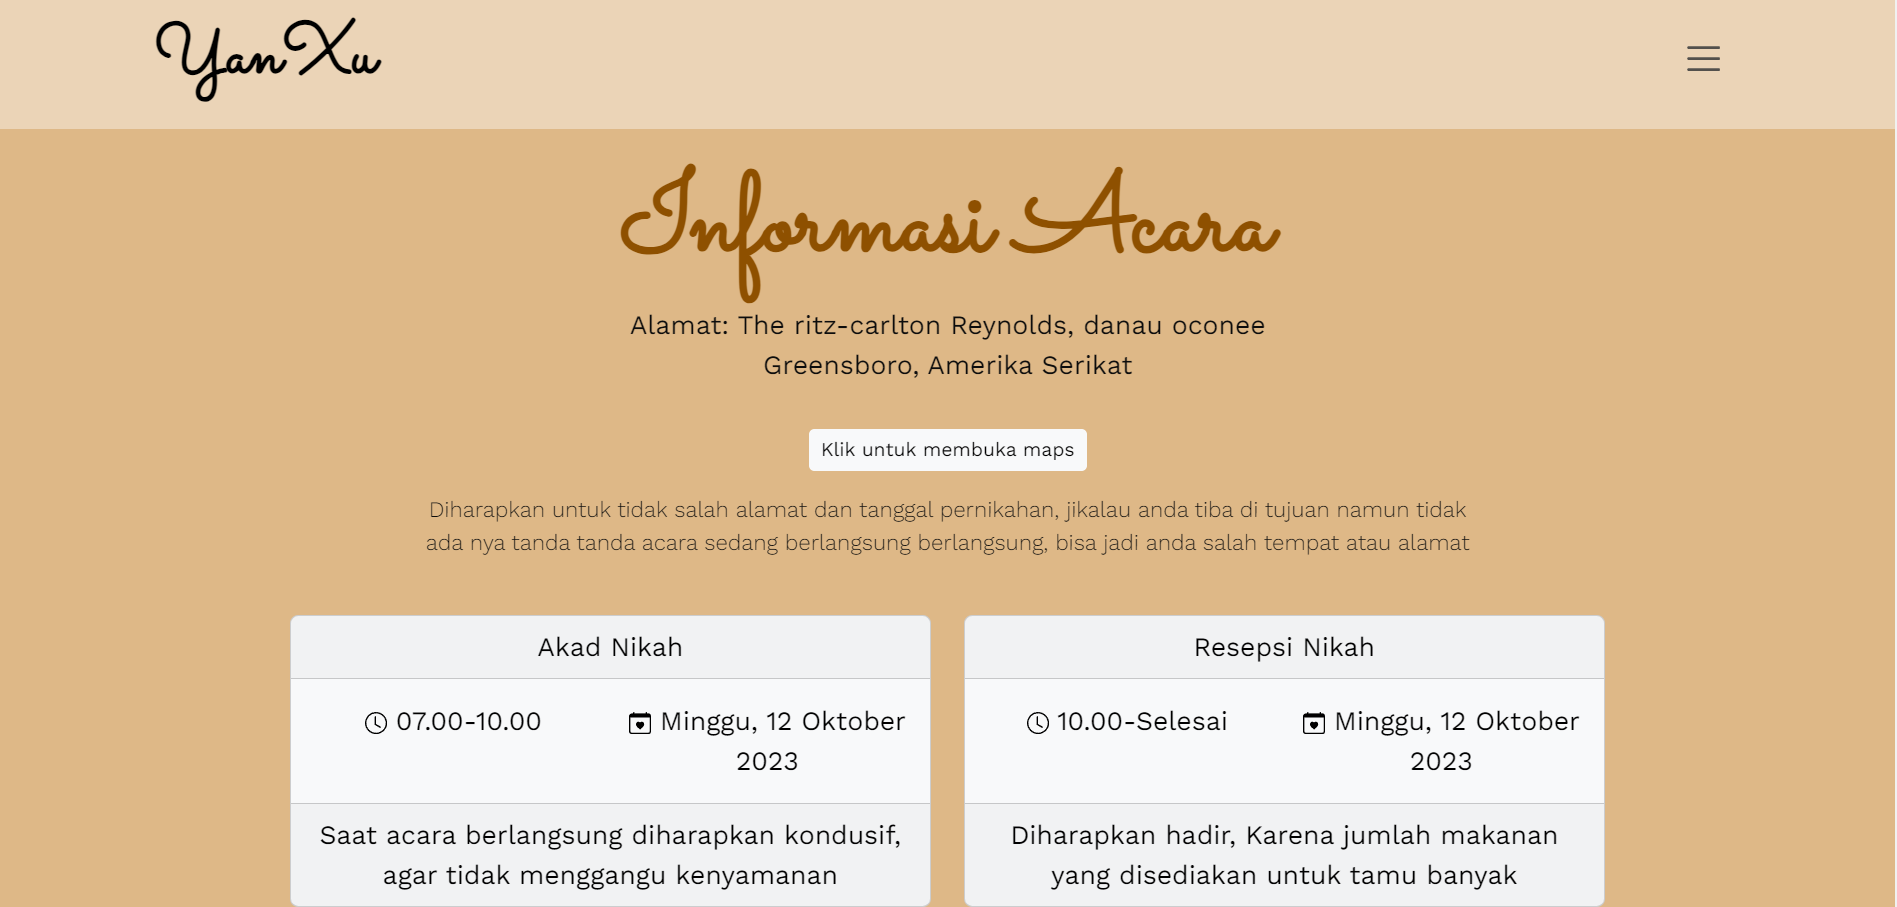 Yan Xu
Informasi Acara
Alamat: The ritz-carlton Reynolds, danau oconee
Greensboro, Amerika Serikat
Klik untuk membuka maps
Diharapkan untuk tidak salah alamat dan tanggal pernikahan, jikalau anda tiba di tujuan namun tidak
ada nya tanda tanda acara sedang berlangsung berlangsung, bisa jadi anda salah tempat atau alamat
Akad Nikah
07.00-10.00
Minggu, 12 Oktober
2023
Saat acara berlangsung diharapkan kondusif,
agar tidak menggangu kenyamanan
Resepsi Nikah
10.00-Selesai
Minggu, 12 Oktober
2023
Diharapkan hadir, Karena jumlah makanan
yang disediakan untuk tamu banyak